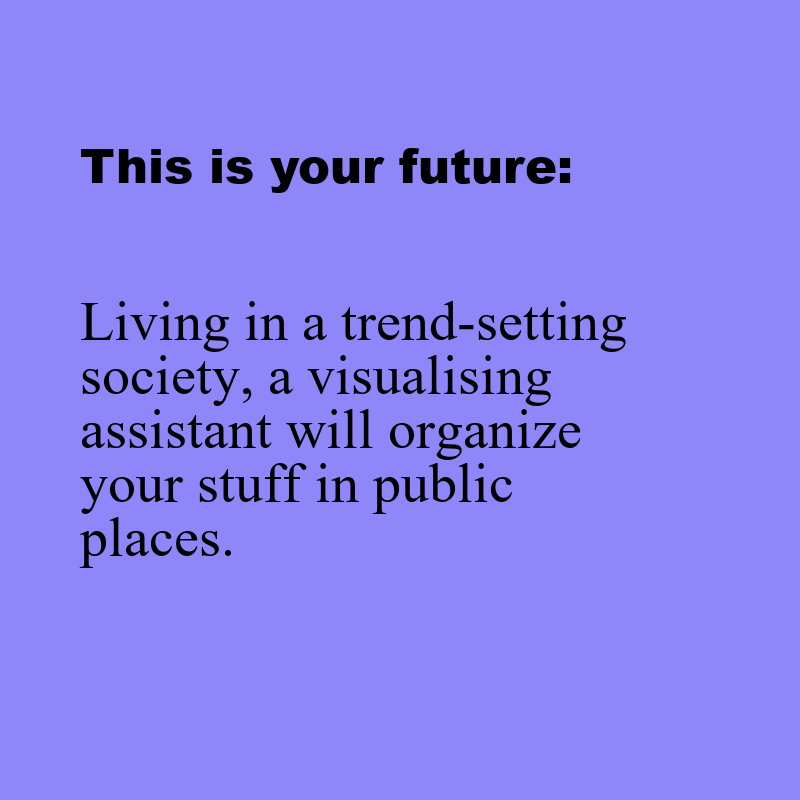 This is your future:
Living in a trend-setting
society, a visualising
assistant will organize
your stuff in public
places.